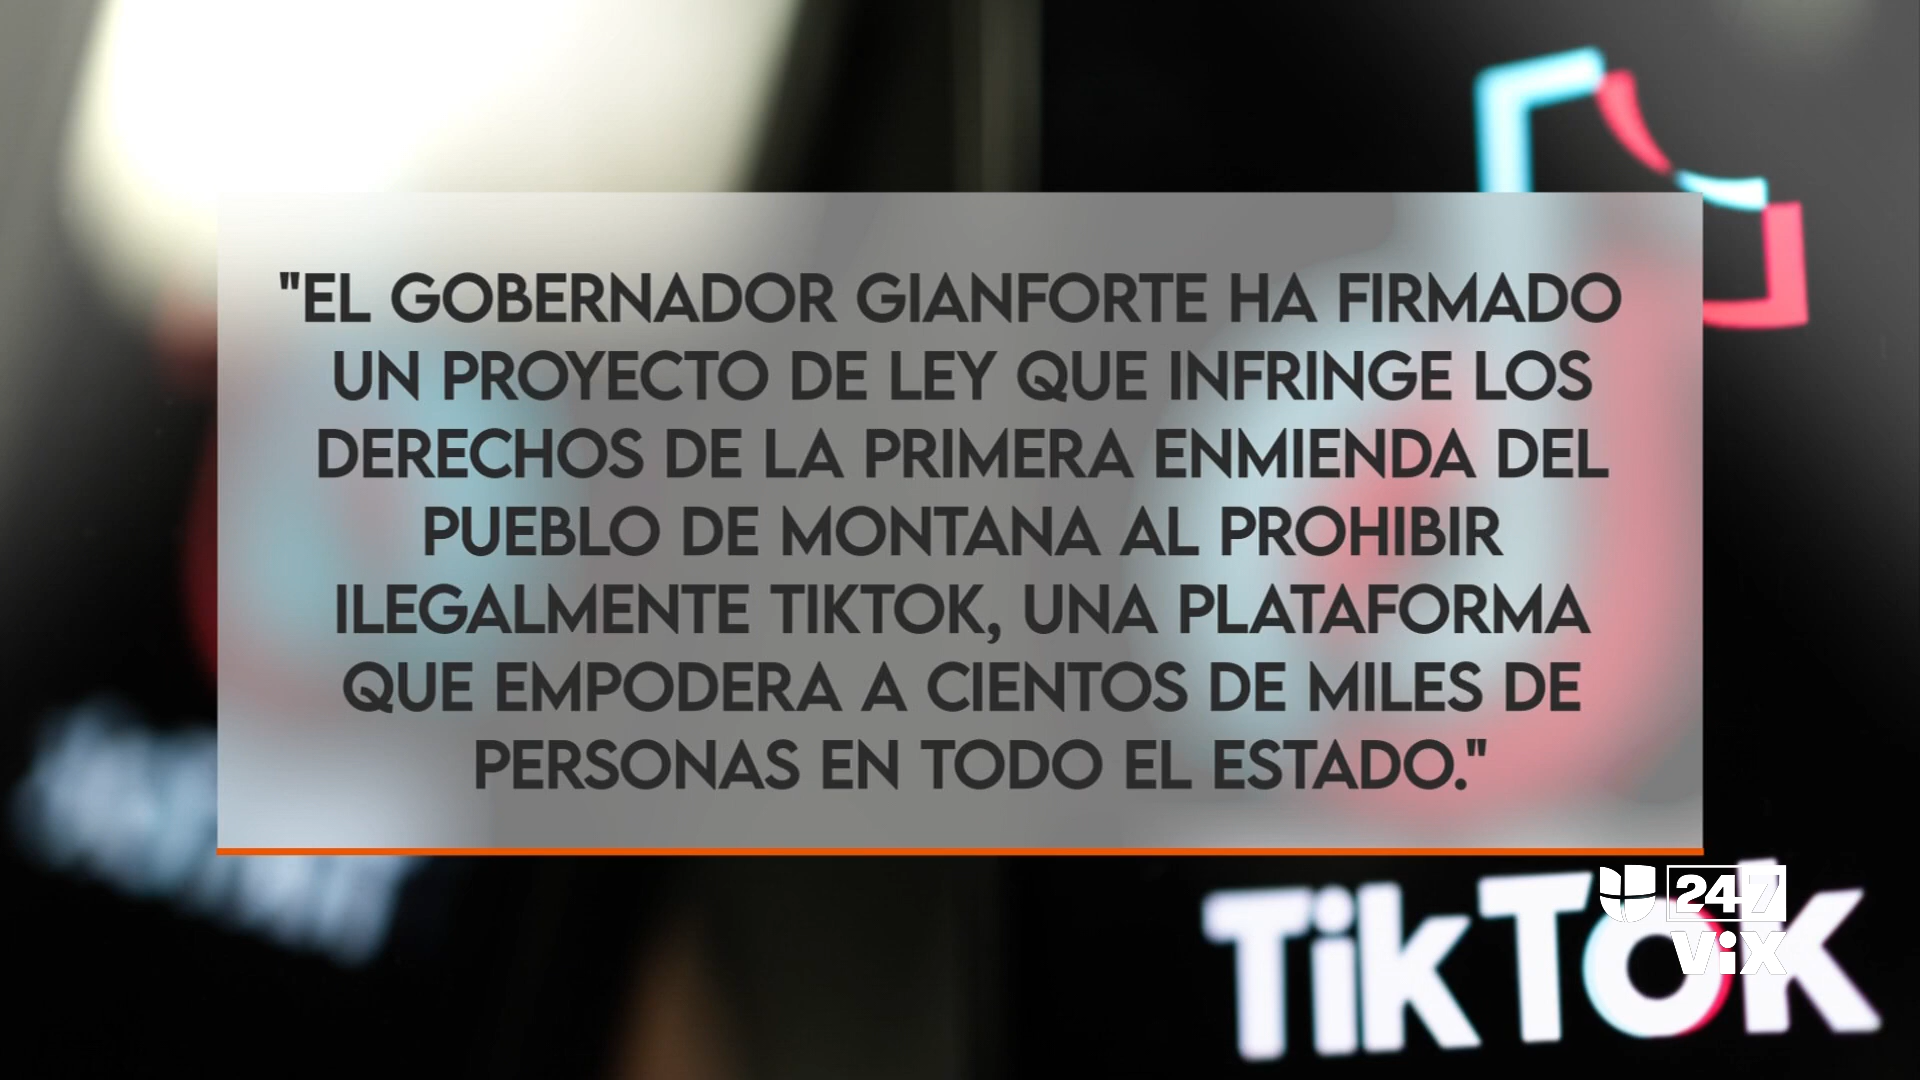 "EL GOBERNADOR GIANFORTE HA FIRMADO
UN PROYECTO DE LEY QUE INFRINGE LOS
DERECHOS DE LA PRIMERA ENMIENDA DEL
PUEBLO DE MONTANA AL PROHIBIR
ILEGALMENTE TIKTOK, UNA PLATAFORMA
QUE EMPODERA A CIENTOS DE MILES DE
PERSONAS EN TODO EL ESTADO."
24/7
ViX
TikTok